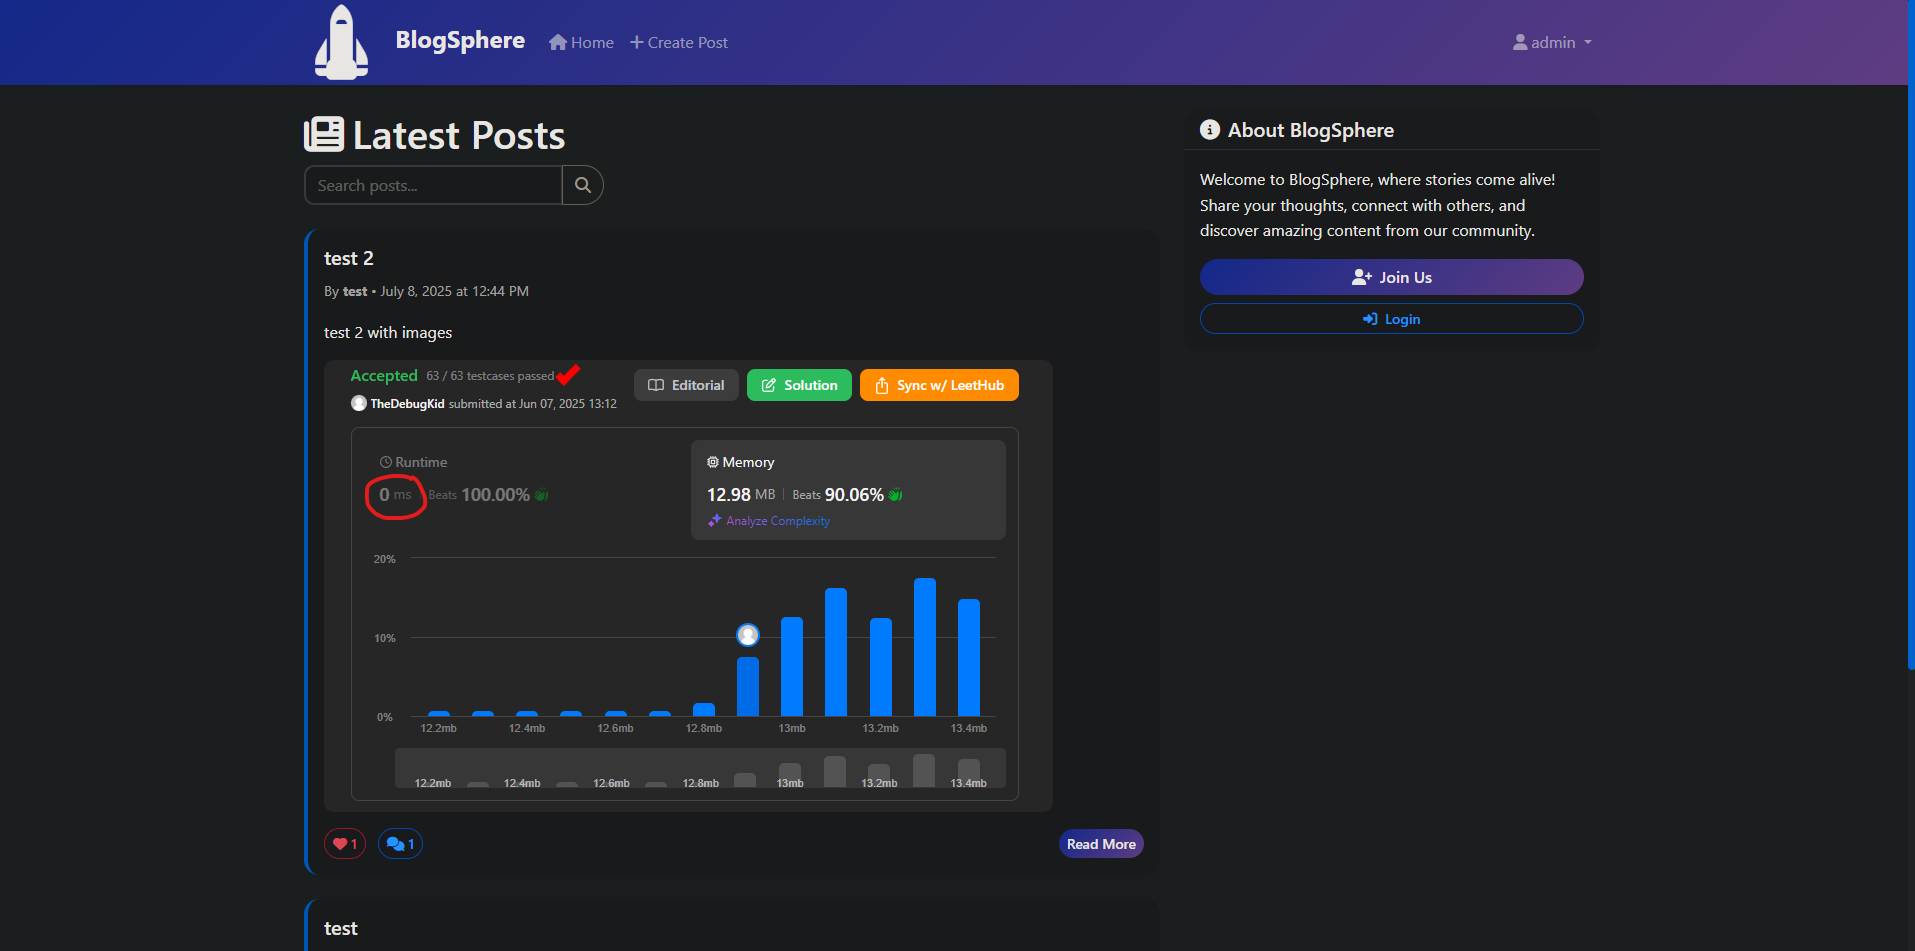 BlogSphere Home Create Post admin
Latest Posts
Search posts...
test 2
By test • July 8, 2025 at 12:44 PM
test 2 with images
Accepted 63 / 63 testcases passed
TheDebugKid submitted at Jun 07, 2025 13:12
Editorial Solution Sync w/ LeetHub
Runtime
0 ms | Beats 100.00%
Memory
12.98 MB | Beats 90.06%
Analyze Complexity
20%
10%
0%
12.2mb 12.4mb 12.6mb 12.8mb 13mb 13.2mb 13.4mb
12.2mb 12.4mb 12.6mb 12.8mb 13mb 13.2mb 13.4mb
1 1 Read More
test
About BlogSphere
Welcome to BlogSphere, where stories come alive!
Share your thoughts, connect with others, and
discover amazing content from our community.
Join Us
Login